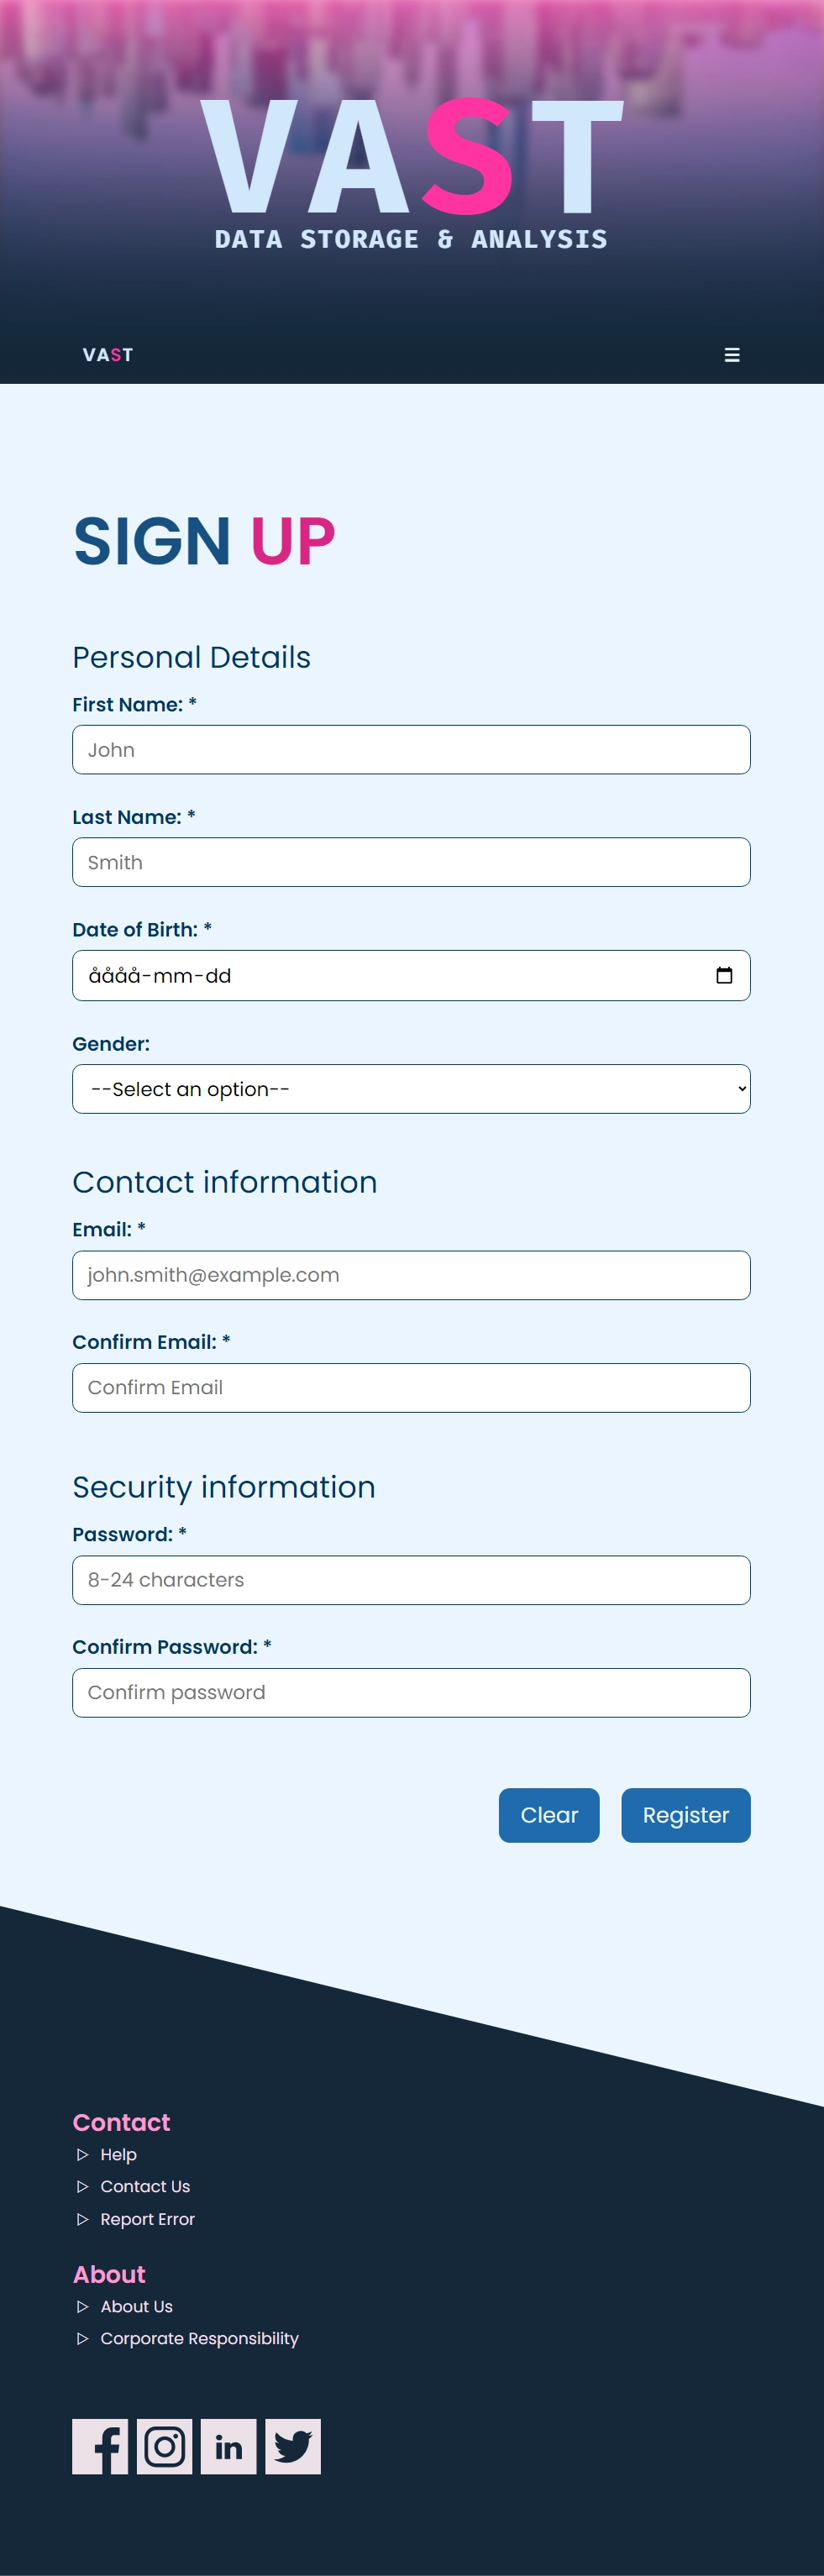 VAST
DATA STORAGE & ANALYSIS
VAST
SIGN UP
Personal Details
First Name: *
John
Last Name: *
Smith
Date of Birth: *
åååå-mm-dd
Gender:
--Select an option--
Contact information
Email: *
john.smith@example.com
Confirm Email: *
Confirm Email
Security information
Password: *
8-24 characters
Confirm Password: *
Confirm password
Clear Register
Contact
Help
Contact Us
Report Error
About
About Us
Corporate Responsibility